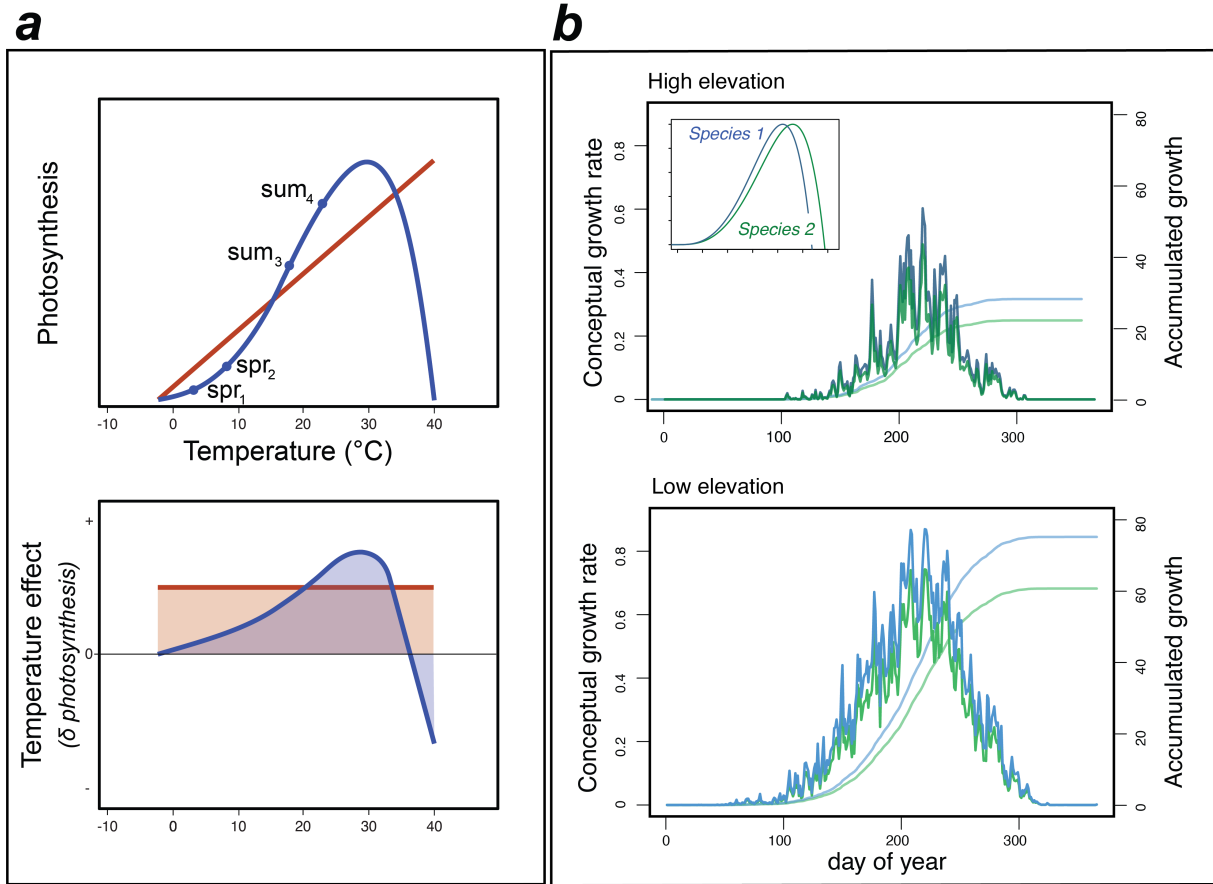 a
Photosynthesis
sum4
sum3
spr2
spr1
-10 0 10 20 30 40
Temperature (°C)
Temperature effect
(δ photosynthesis)
+
0
-
-10 0 10 20 30 40
b
High elevation
Conceptual growth rate
0 0.2 0.4 0.6 0.8
Species 1
Species 2
0 20 40 60 80
Accumulated growth
0 100 200 300
Low elevation
Conceptual growth rate
0 0.2 0.4 0.6 0.8
0 20 40 60 80
Accumulated growth
0 100 200 300
day of year